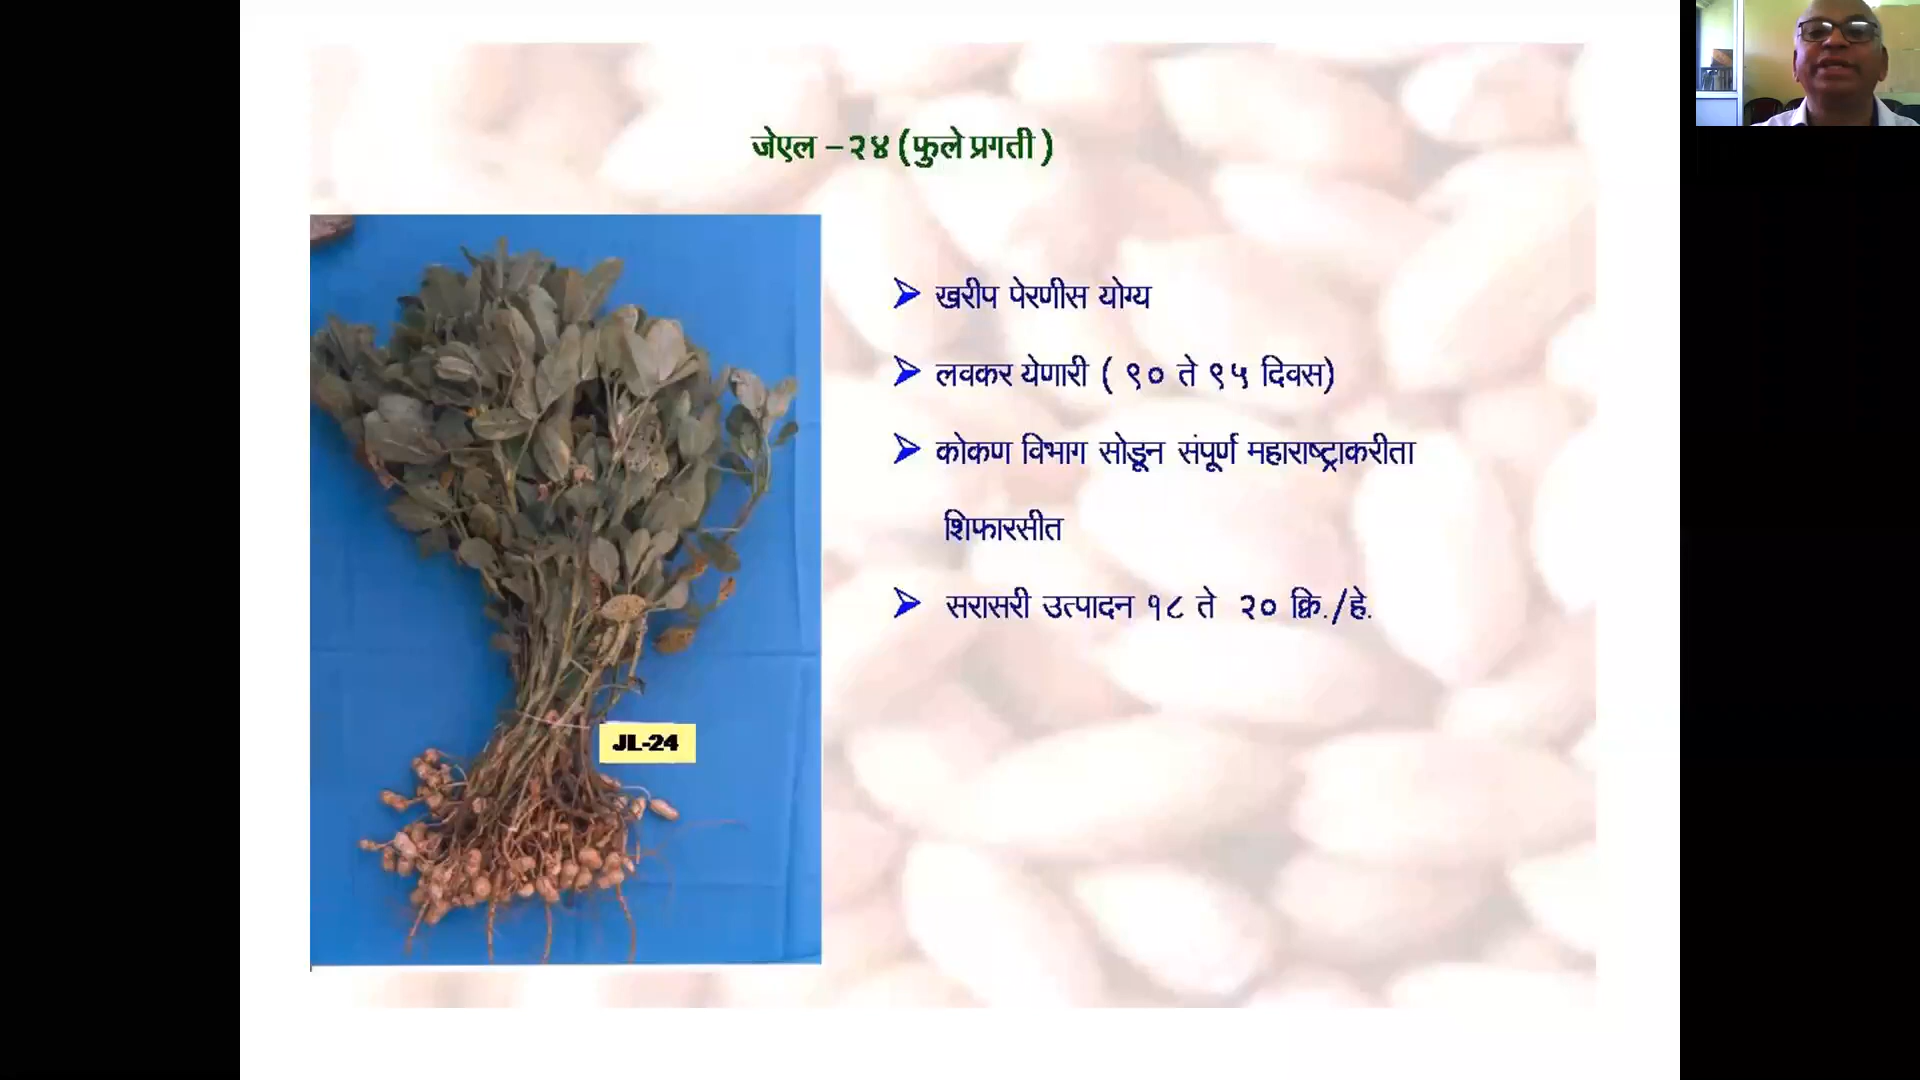 जेएल – २४ (फुले प्रगती )
खरीप पेरणीस योग्य
लवकर येणारी ( ९० ते ९५ दिवस)
कोकण विभाग सोडून संपूर्ण महाराष्ट्राकरीता
शिफारसीत
सरासरी उत्पादन १८ ते २० क्वि./हे.
JL-24